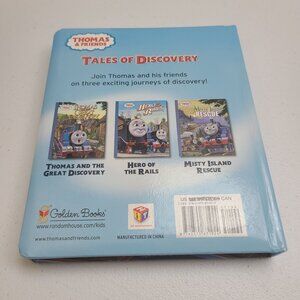 THOMAS
& FRIENDS
TALES OF DISCOVERY
Join Thomas and his friends
on three exciting journeys of discovery!
THOMAS AND THE
GREAT DISCOVERY
HERO OF
THE RAILS
MISTY ISLAND
RESCUE
Golden Books
www.randomhouse.com/kids
www.thomasandfriends.com
MANUFACTURED IN CHINA
US
CAN